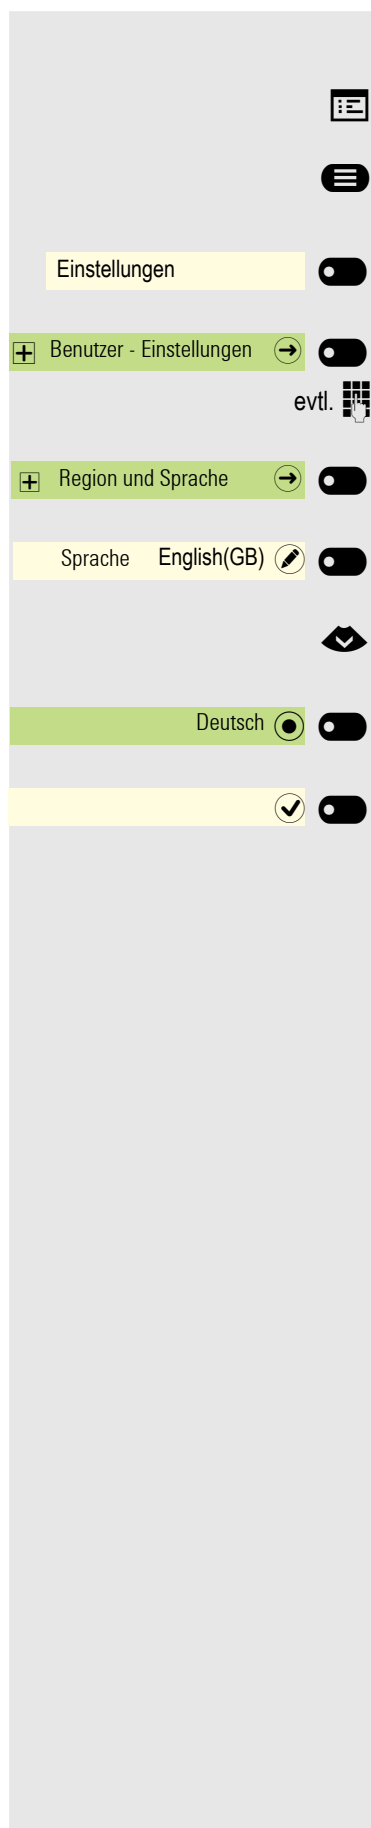 Einstellungen
Benutzer - Einstellungen
evtl.
Region und Sprache
Sprache English(GB)
Deutsch